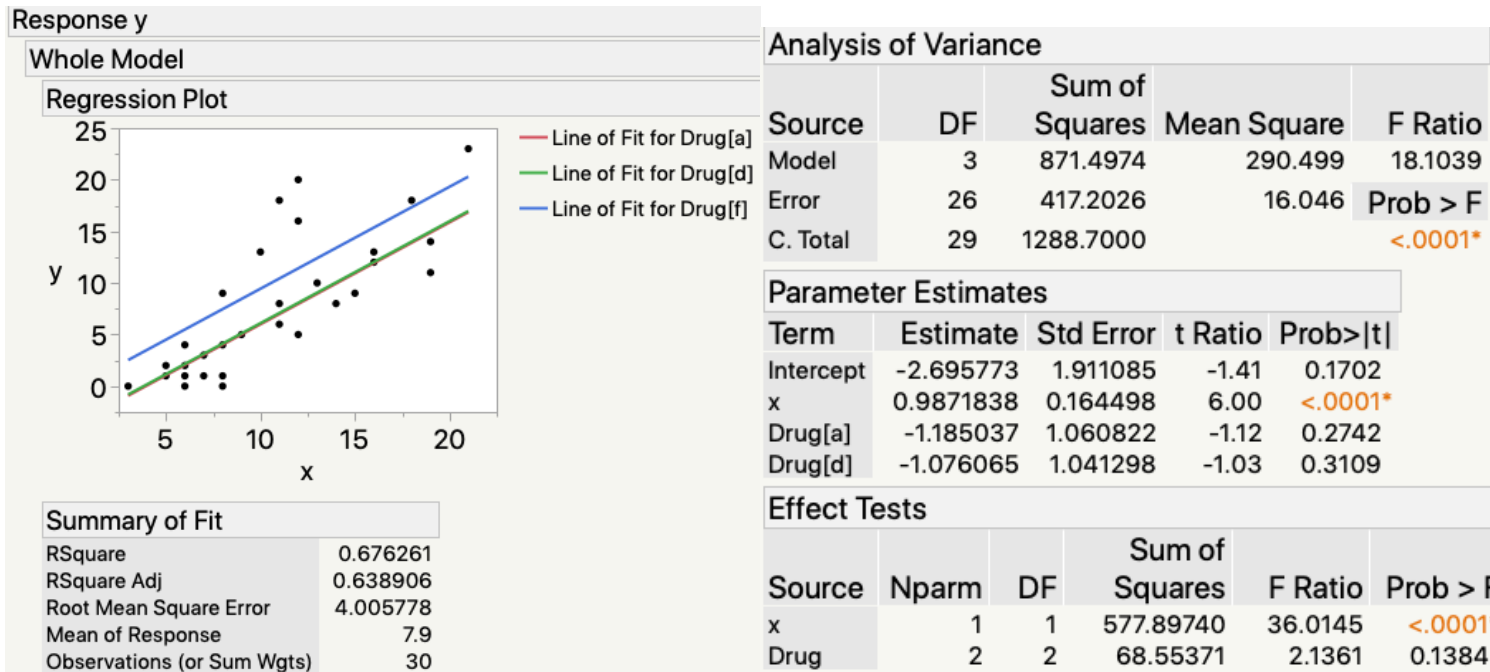 Response y
Whole Model
Regression Plot
25
20
15
10
5
0
y
5 10 15 20
x
Line of Fit for Drug[a]
Line of Fit for Drug[d]
Line of Fit for Drug[f]
Summary of Fit
RSquare 0.676261
RSquare Adj 0.638906
Root Mean Square Error 4.005778
Mean of Response 7.9
Observations (or Sum Wgts) 30
Analysis of Variance
Sum of
Source DF Squares Mean Square F Ratio
Model 3 871.4974 290.499 18.1039
Error 26 417.2026 16.046 Prob > F
C. Total 29 1288.7000 <.0001*
Parameter Estimates
Term Estimate Std Error t Ratio Prob>|t|
Intercept -2.695773 1.911085 -1.41 0.1702
x 0.9871838 0.164498 6.00 <.0001*
Drug[a] -1.185037 1.060822 -1.12 0.2742
Drug[d] -1.076065 1.041298 -1.03 0.3109
Effect Tests
Sum of
Source Nparm DF Squares F Ratio Prob > F
x 1 1 577.89740 36.0145 <.0001
Drug 2 2 68.55371 2.1361 0.1384